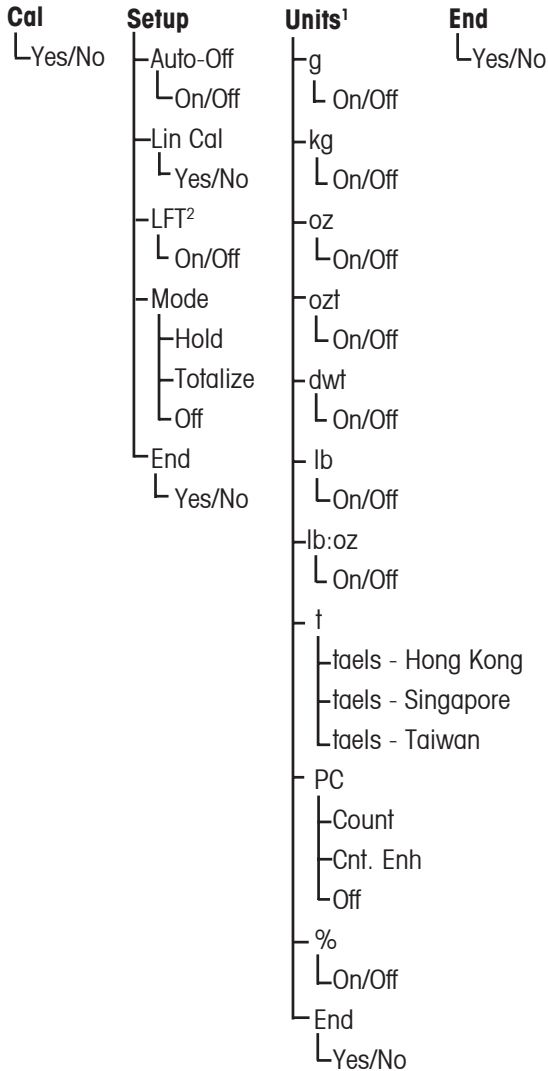 Cal
Yes/No
Setup
Auto-Off
On/Off
Lin Cal
Yes/No
LFT²
On/Off
Mode
Hold
Totalize
Off
End
Yes/No
Units¹
g
On/Off
kg
On/Off
oz
On/Off
ozt
On/Off
dwt
On/Off
lb
On/Off
lb:oz
On/Off
t
taels - Hong Kong
taels - Singapore
taels - Taiwan
PC
Count
Cnt. Enh
Off
%
On/Off
End
Yes/No
End
Yes/No